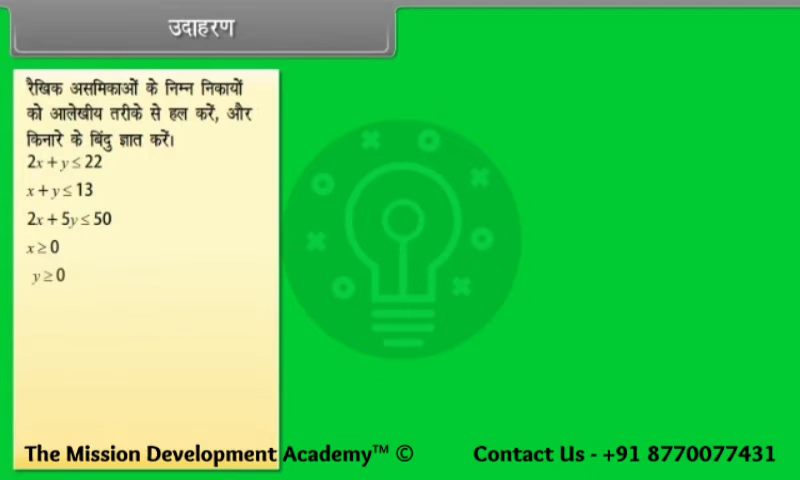 उदाहरण
रैखिक असमिकाओं के निम्न निकायों
को आलेखीय तरीके से हल करें, और
किनारे के बिंदु ज्ञात करें।
2x + y ≤ 22
x + y ≤ 13
2x + 5y ≤ 50
x ≥ 0
y ≥ 0
The Mission Development Academy™ © Contact Us - +91 8770077431